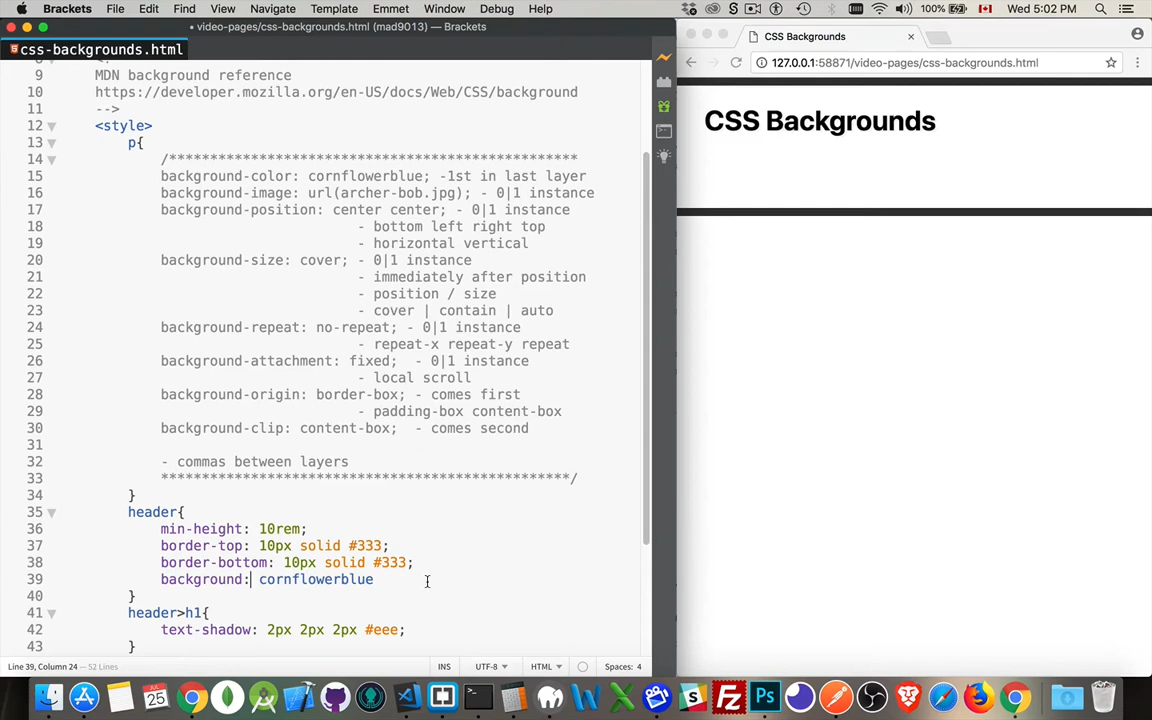 Brackets File Edit Find View Navigate Template Emmet Window Debug Help
100% Wed 5:02 PM
• video-pages/css-backgrounds.html (mad9013) — Brackets
css-backgrounds.html
9 MDN background reference
10 https://developer.mozilla.org/en-US/docs/Web/CSS/background
11 -->
12 <style>
13 p{
14 /**************************************************
15 background-color: cornflowerblue; -1st in last layer
16 background-image: url(archer-bob.jpg); - 0|1 instance
17 background-position: center center; - 0|1 instance
18 - bottom left right top
19 - horizontal vertical
20 background-size: cover; - 0|1 instance
21 - immediately after position
22 - position / size
23 - cover | contain | auto
24 background-repeat: no-repeat; - 0|1 instance
25 - repeat-x repeat-y repeat
26 background-attachment: fixed; - 0|1 instance
27 - local scroll
28 background-origin: border-box; - comes first
29 - padding-box content-box
30 background-clip: content-box; - comes second
31
32 - commas between layers
33 **************************************************/
34 }
35 header{
36 min-height: 10rem;
37 border-top: 10px solid #333;
38 border-bottom: 10px solid #333;
39 background: cornflowerblue
40 }
41 header>h1{
42 text-shadow: 2px 2px 2px #eee;
43 }
Line 39, Column 24 — 52 Lines
INS UTF-8 HTML Spaces: 4
CSS Backgrounds
127.0.0.1:58871/video-pages/css-backgrounds.html
CSS Backgrounds
JUL
25